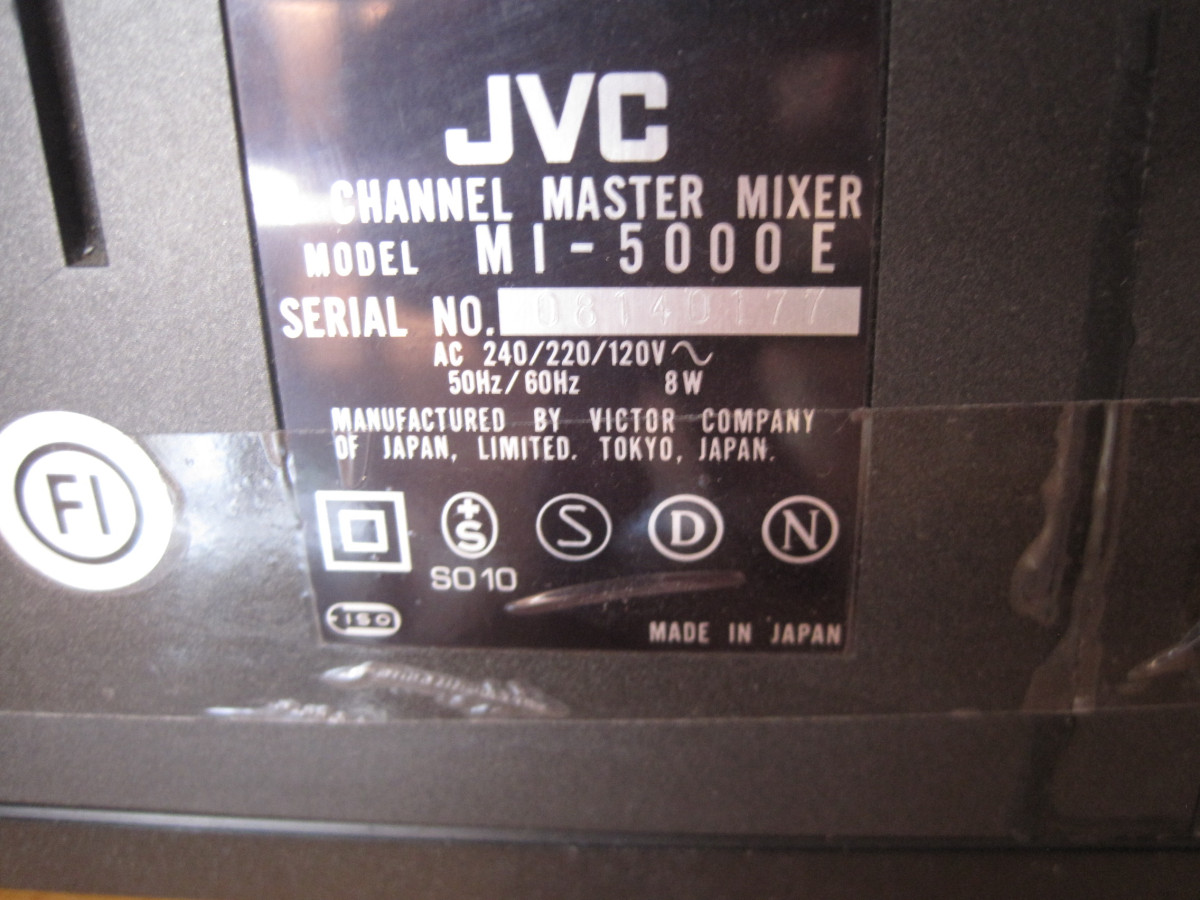 JVC
CHANNEL MASTER MIXER
MODEL MI-5000E
SERIAL NO. 08140177
AC 240/220/120V~
50Hz/60Hz 8W
MANUFACTURED BY VICTOR COMPANY
OF JAPAN, LIMITED. TOKYO, JAPAN.
FI
+S S D N
SO10
ISO
MADE IN JAPAN